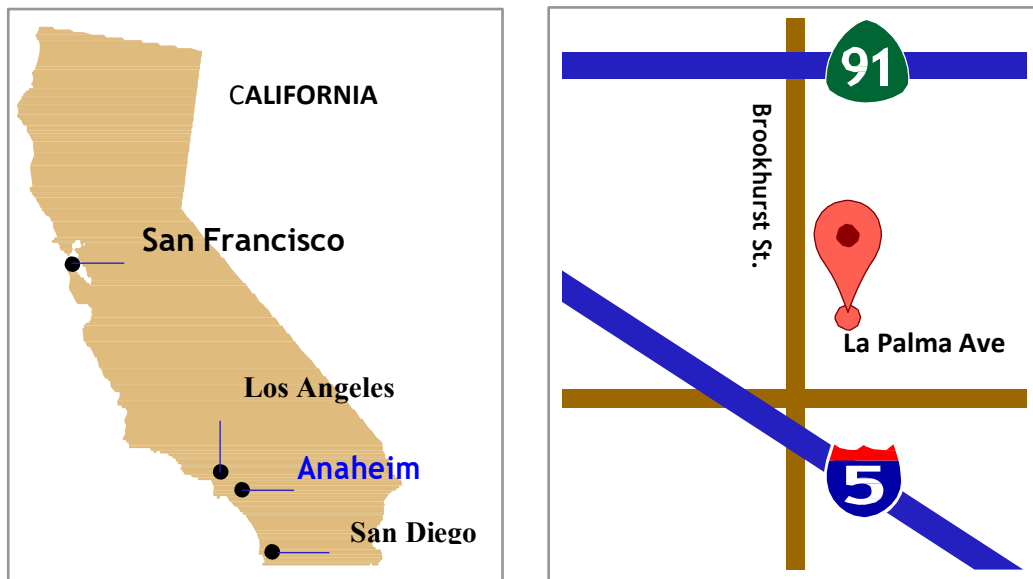 CALIFORNIA
San Francisco
Los Angeles
Anaheim
San Diego
91
Brookhurst St.
La Palma Ave
5